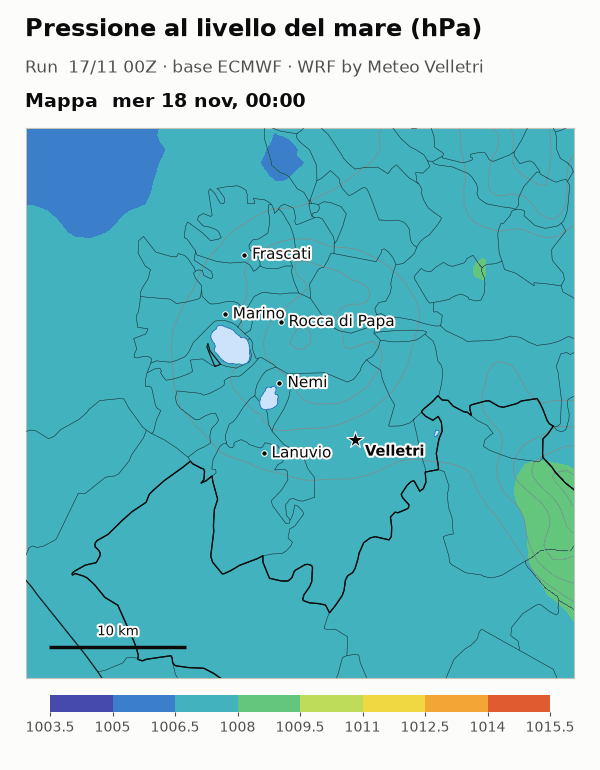 Pressione al livello del mare (hPa)
Run  17/11 00Z · base ECMWF · WRF by Meteo Velletri
Mappa  mer 18 nov, 00:00
Frascati
Marino
Rocca di Papa
Nemi
Velletri
Lanuvio
10 km
1003.5 1005 1006.5 1008 1009.5 1011 1012.5 1014 1015.5